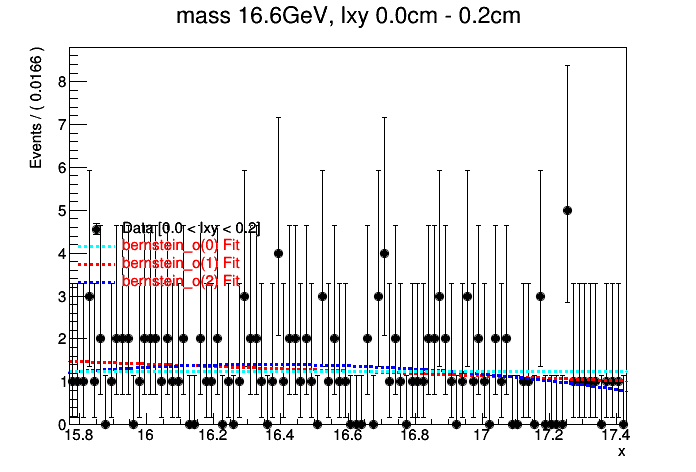 mass 16.6GeV, lxy 0.0cm - 0.2cm
Events / ( 0.0166 )
8
7
6
5
4
3
2
1
0
Data [0.0 < lxy < 0.2]
bernstein_o(0) Fit
bernstein_o(1) Fit
bernstein_o(2) Fit
15.8 16 16.2 16.4 16.6 16.8 17 17.2 17.4
x